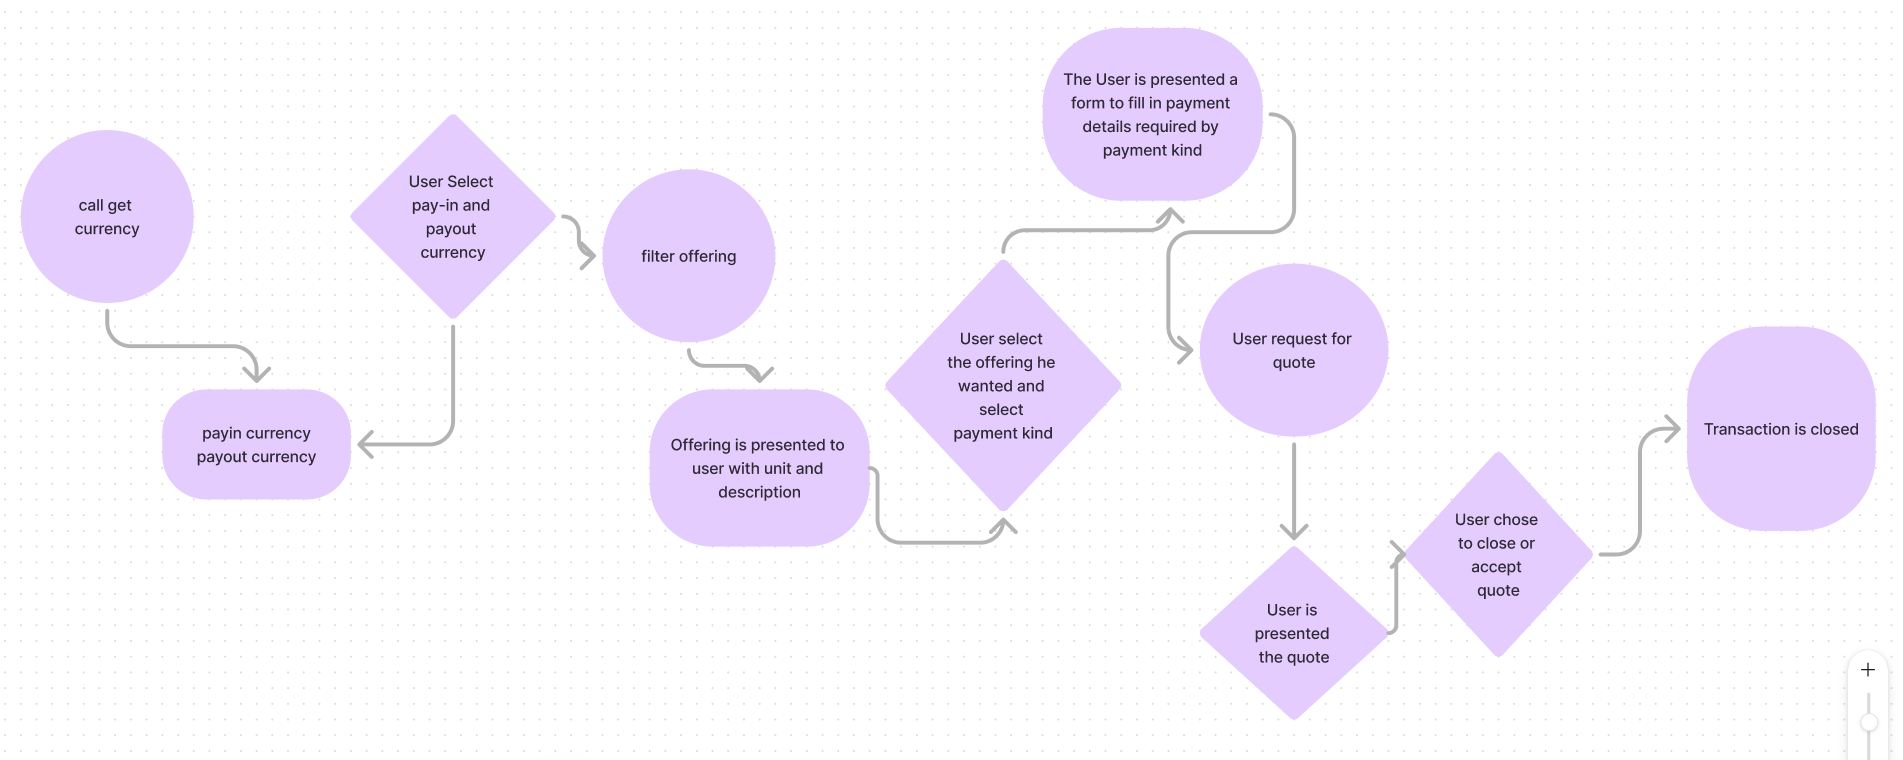 call get
currency
payin currency
payout currency
User Select
pay-in and
payout
currency
filter offering
Offering is presented to
user with unit and
description
User select
the offering he
wanted and
select
payment kind
The User is presented a
form to fill in payment
details required by
payment kind
User request for
quote
User is
presented
the quote
User chose
to close or
accept
quote
Transaction is closed